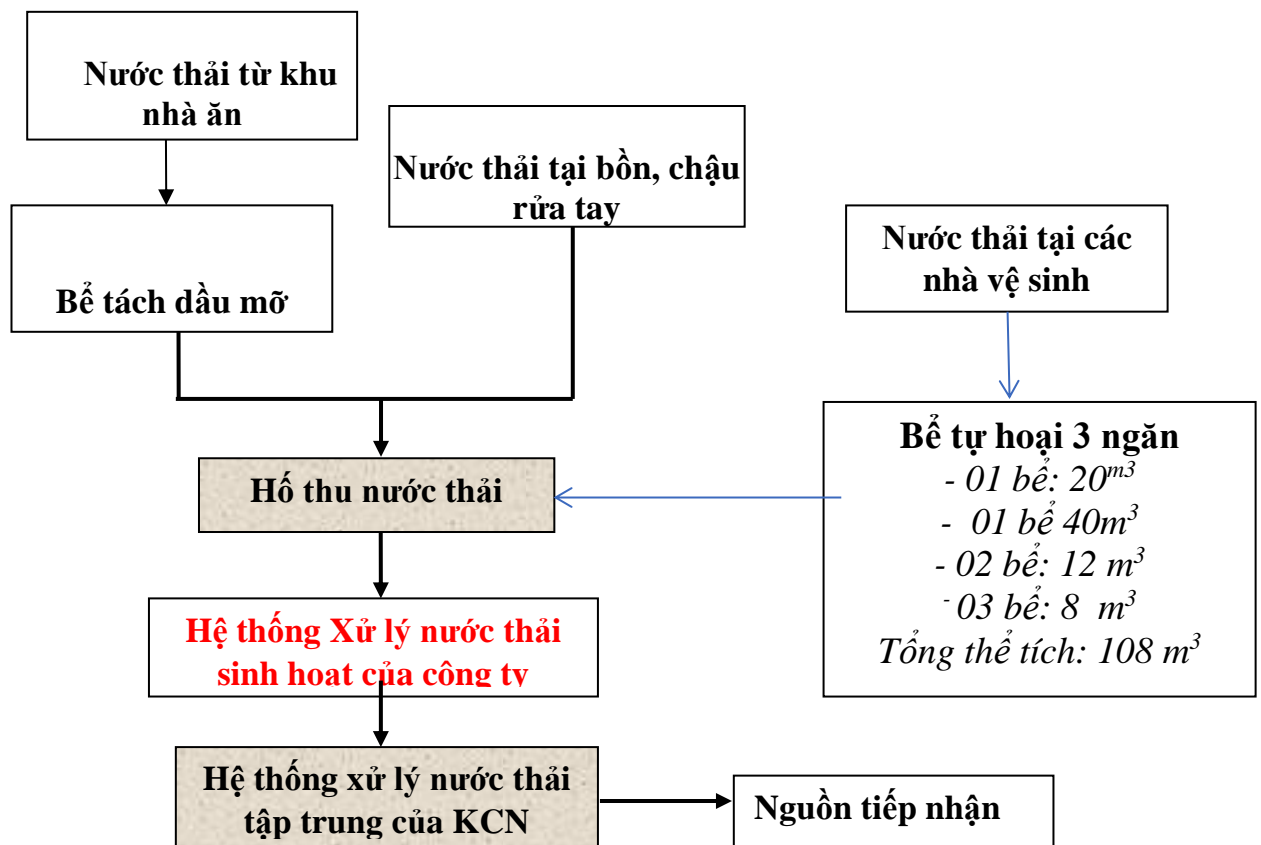 Nước thải từ khu
nhà ăn
Nước thải tại bồn, chậu
rửa tay
Nước thải tại các
nhà vệ sinh
Bể tách dầu mỡ
Bể tự hoại 3 ngăn
- 01 bể: 20m3
- 01 bể 40m3
- 02 bể: 12 m3
- 03 bể: 8 m3
Tổng thể tích: 108 m3
Hố thu nước thải
Hệ thống Xử lý nước thải
sinh hoạt của công ty
Hệ thống xử lý nước thải
tập trung của KCN
Nguồn tiếp nhận